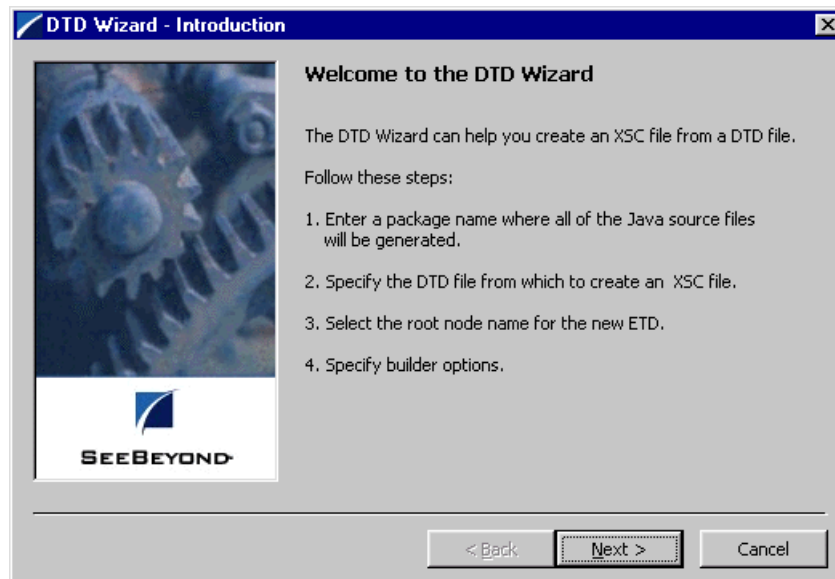 DTD Wizard - Introduction
Welcome to the DTD Wizard
The DTD Wizard can help you create an XSC file from a DTD file.
Follow these steps:
1. Enter a package name where all of the Java source files
will be generated.
2. Specify the DTD file from which to create an XSC file.
3. Select the root node name for the new ETD.
4. Specify builder options.
SEEBEYOND
< Back
Next >
Cancel